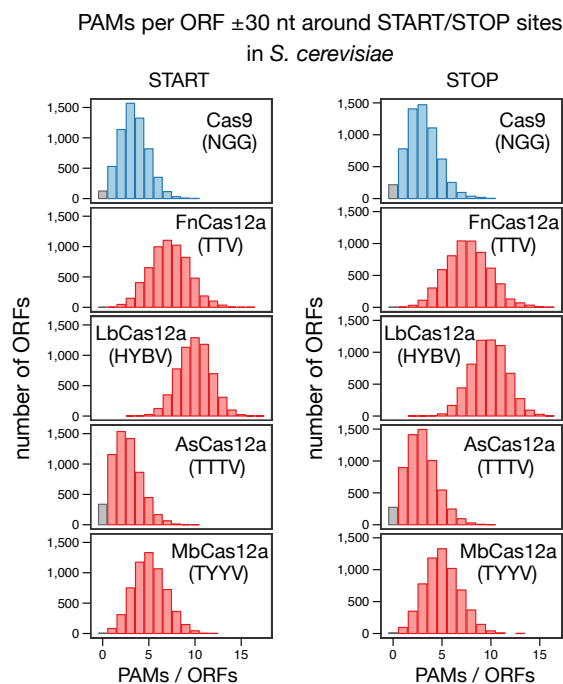 PAMs per ORF ±30 nt around START/STOP sites
in S. cerevisiae
START
STOP
number of ORFs
1,500
1,000
500
0
Cas9
(NGG)
1,500
1,000
500
0
FnCas12a
(TTV)
1,500
1,000
500
0
LbCas12a
(HYBV)
1,500
1,000
500
0
AsCas12a
(TTTV)
1,500
1,000
500
0
MbCas12a
(TYYV)
0 5 10 15
PAMs / ORFs
number of ORFs
1,500
1,000
500
0
Cas9
(NGG)
1,500
1,000
500
0
FnCas12a
(TTV)
1,500
1,000
500
0
LbCas12a
(HYBV)
1,500
1,000
500
0
AsCas12a
(TTTV)
1,500
1,000
500
0
MbCas12a
(TYYV)
0 5 10 15
PAMs / ORFs